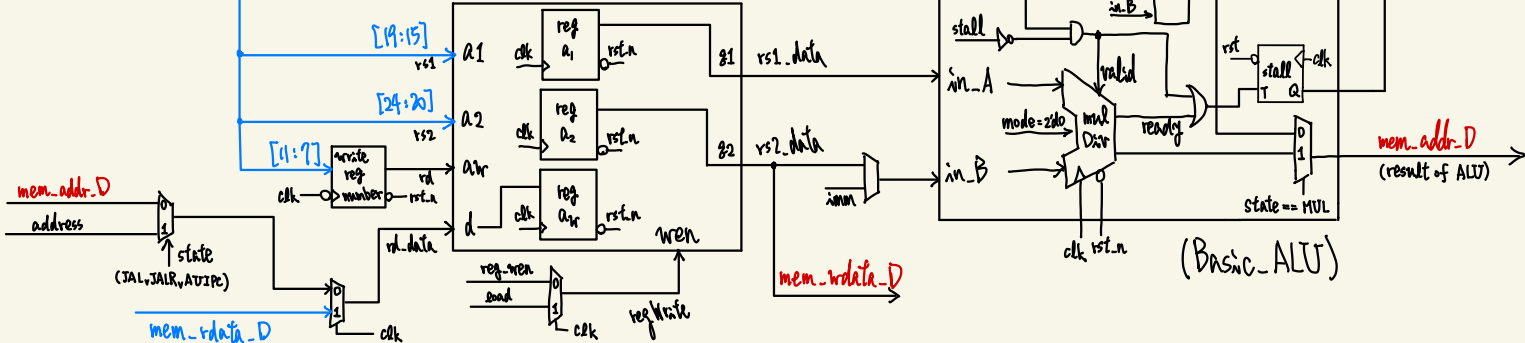 [19:15]
rs1
a1
clk
reg
a1
rst_n
q1
rs1_data
[24:20]
rs2
a2
clk
reg
a2
rst_n
q2
rs2_data
[11:7]
write
reg
number
clk
rst_n
rd
aw
clk
reg
aw
rst_n
d
rd_data
wen
mem_addr_D
address
0
1
state
(JAL, JALR, AUIPC)
0
1
clk
mem_rdata_D
reg_wen
load
0
1
clk
regWrite
imm
mem_wdata_D
in_B
stall
valid
in_A
mode=2'd0
mul
Div
ready
in_B
clk
rst_n
rst
stall
clk
T
Q
0
1
State == MUL
mem_addr_D
(result of ALU)
(Basic_ALU)